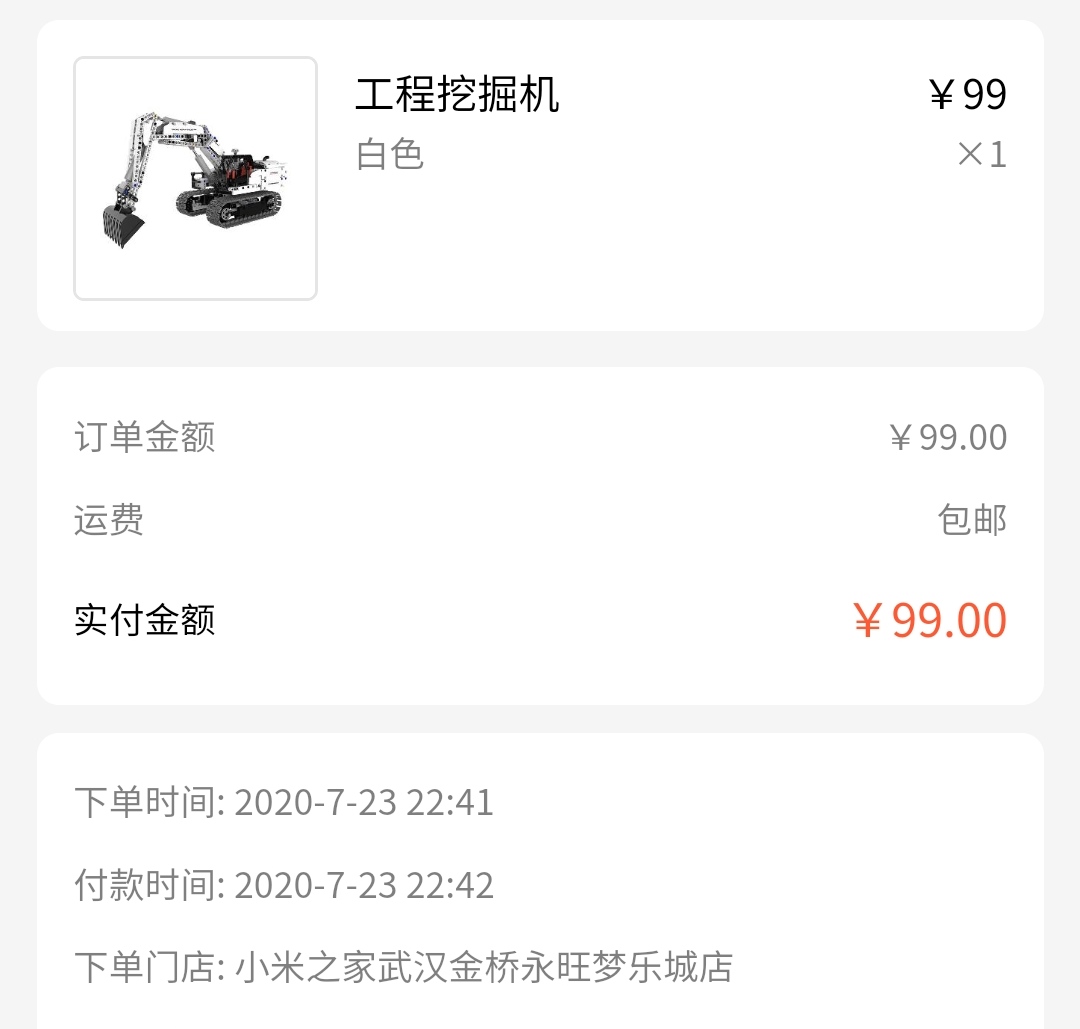 工程挖掘机
￥99
白色
×1
订单金额
￥99.00
运费
包邮
实付金额
￥99.00
下单时间: 2020-7-23 22:41
付款时间: 2020-7-23 22:42
下单门店: 小米之家武汉金桥永旺梦乐城店